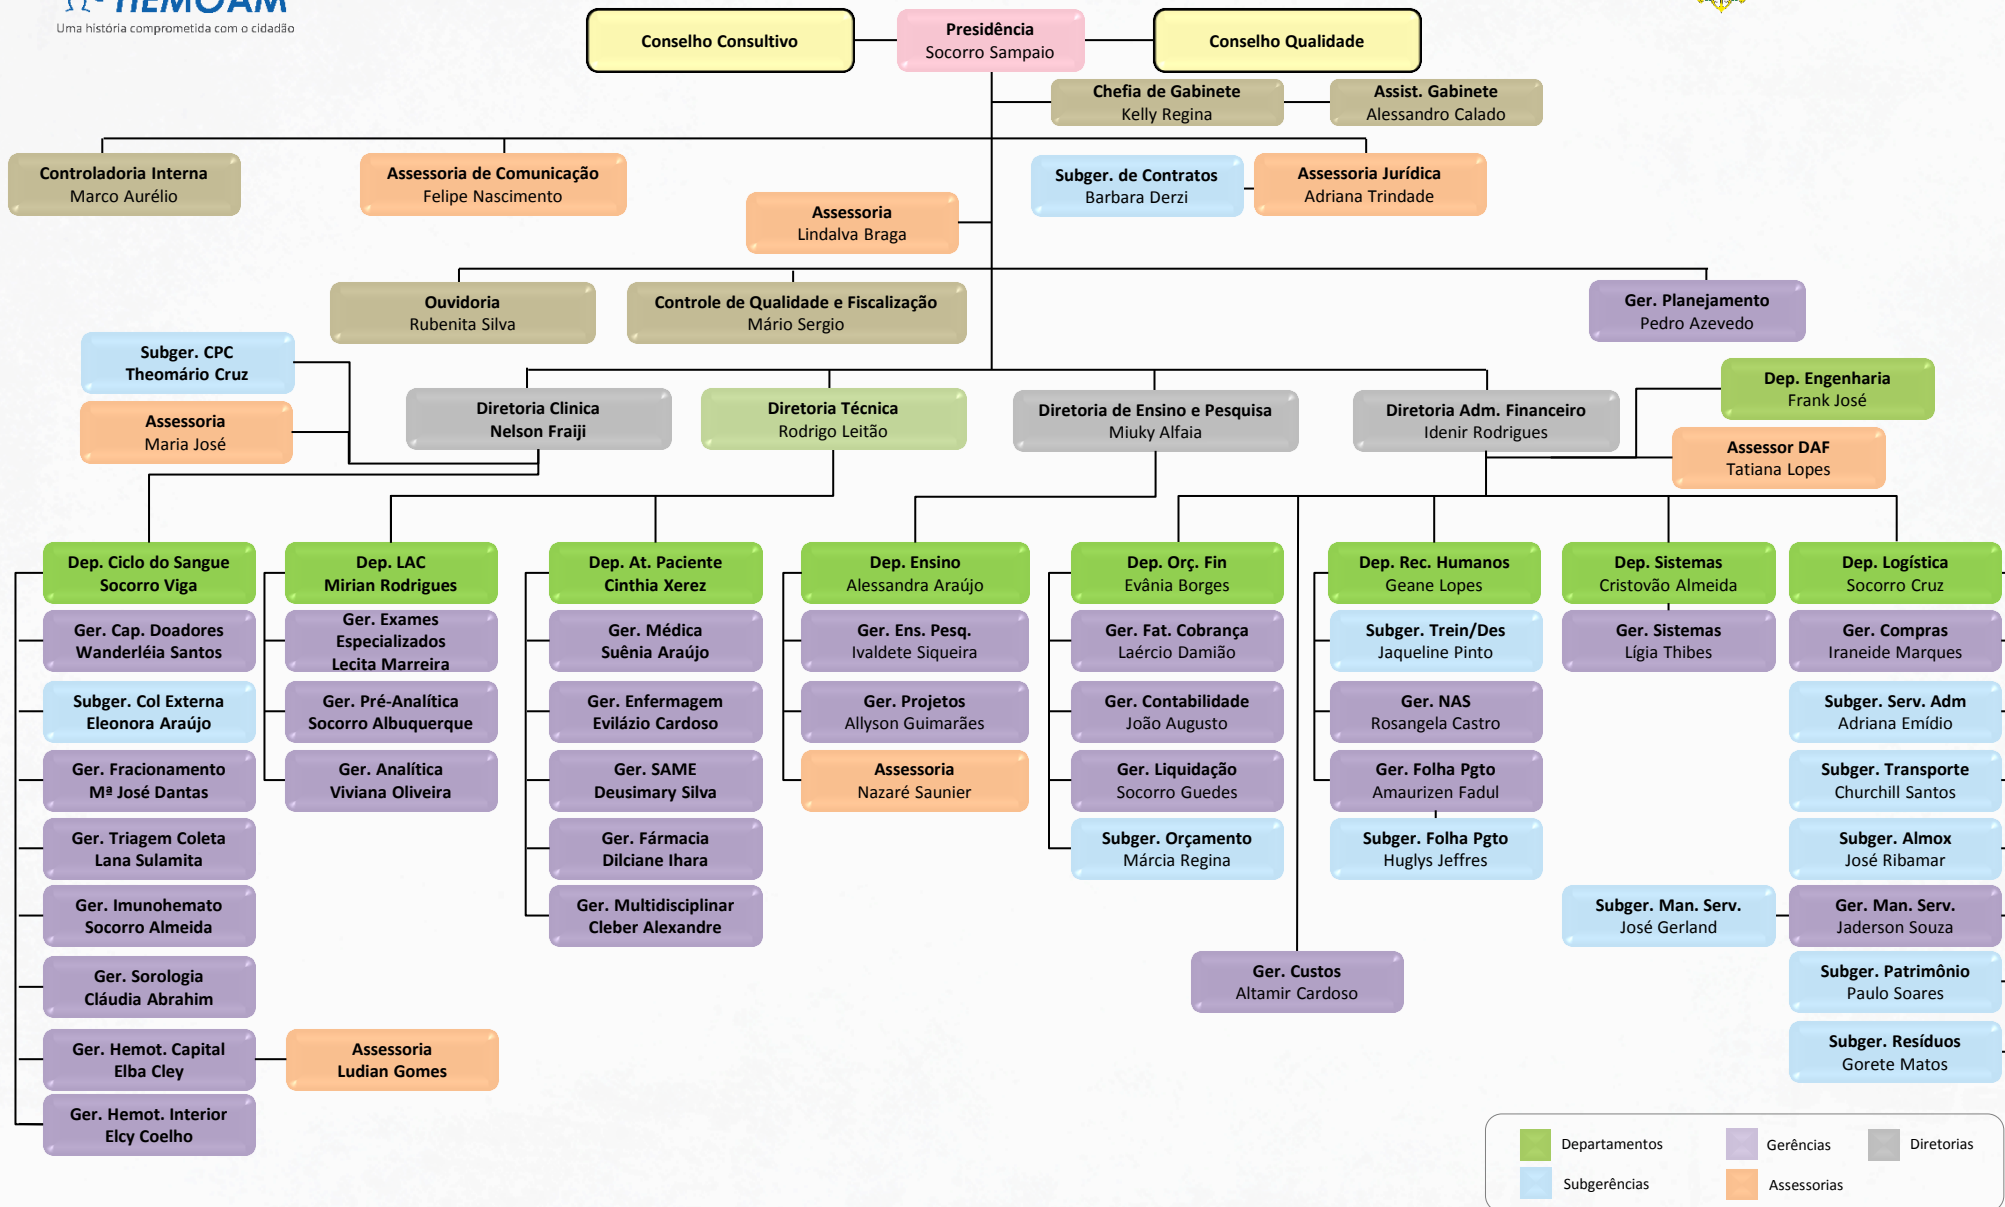 HEMOAM
Uma história comprometida com o cidadão
Conselho Consultivo
Presidência
Socorro Sampaio
Conselho Qualidade
Chefia de Gabinete
Kelly Regina
Assist. Gabinete
Alessandro Calado
Controladoria Interna
Marco Aurélio
Assessoria de Comunicação
Felipe Nascimento
Subger. de Contratos
Barbara Derzi
Assessoria Jurídica
Adriana Trindade
Assessoria
Lindalva Braga
Ouvidoria
Rubenita Silva
Controle de Qualidade e Fiscalização
Mário Sergio
Ger. Planejamento
Pedro Azevedo
Subger. CPC
Theomário Cruz
Assessoria
Maria José
Diretoria Clinica
Nelson Fraiji
Diretoria Técnica
Rodrigo Leitão
Diretoria de Ensino e Pesquisa
Miuky Alfaia
Diretoria Adm. Financeiro
Idenir Rodrigues
Dep. Engenharia
Frank José
Assessor DAF
Tatiana Lopes
Dep. Ciclo do Sangue
Socorro Viga
Ger. Cap. Doadores
Wanderléia Santos
Subger. Col Externa
Eleonora Araújo
Ger. Fracionamento
Mª José Dantas
Ger. Triagem Coleta
Lana Sulamita
Ger. Imunohemato
Socorro Almeida
Ger. Sorologia
Cláudia Abrahim
Ger. Hemot. Capital
Elba Cley
Assessoria
Ludian Gomes
Ger. Hemot. Interior
Elcy Coelho
Dep. LAC
Mirian Rodrigues
Ger. Exames
Especializados
Lecita Marreira
Ger. Pré-Analítica
Socorro Albuquerque
Ger. Analítica
Viviana Oliveira
Dep. At. Paciente
Cinthia Xerez
Ger. Médica
Suênia Araújo
Ger. Enfermagem
Evilázio Cardoso
Ger. SAME
Deusimary Silva
Ger. Fármacia
Dilciane Ihara
Ger. Multidisciplinar
Cleber Alexandre
Dep. Ensino
Alessandra Araújo
Ger. Ens. Pesq.
Ivaldete Siqueira
Ger. Projetos
Allyson Guimarães
Assessoria
Nazaré Saunier
Dep. Orç. Fin
Evânia Borges
Ger. Fat. Cobrança
Laércio Damião
Ger. Contabilidade
João Augusto
Ger. Liquidação
Socorro Guedes
Subger. Orçamento
Márcia Regina
Ger. Custos
Altamir Cardoso
Dep. Rec. Humanos
Geane Lopes
Subger. Trein/Des
Jaqueline Pinto
Ger. NAS
Rosangela Castro
Ger. Folha Pgto
Amaurizen Fadul
Subger. Folha Pgto
Huglys Jeffres
Dep. Sistemas
Cristovão Almeida
Ger. Sistemas
Lígia Thibes
Dep. Logística
Socorro Cruz
Ger. Compras
Iraneide Marques
Subger. Serv. Adm
Adriana Emídio
Subger. Transporte
Churchill Santos
Subger. Almox
José Ribamar
Subger. Man. Serv.
José Gerland
Ger. Man. Serv.
Jaderson Souza
Subger. Patrimônio
Paulo Soares
Subger. Resíduos
Gorete Matos
Departamentos
Gerências
Diretorias
Subgerências
Assessorias